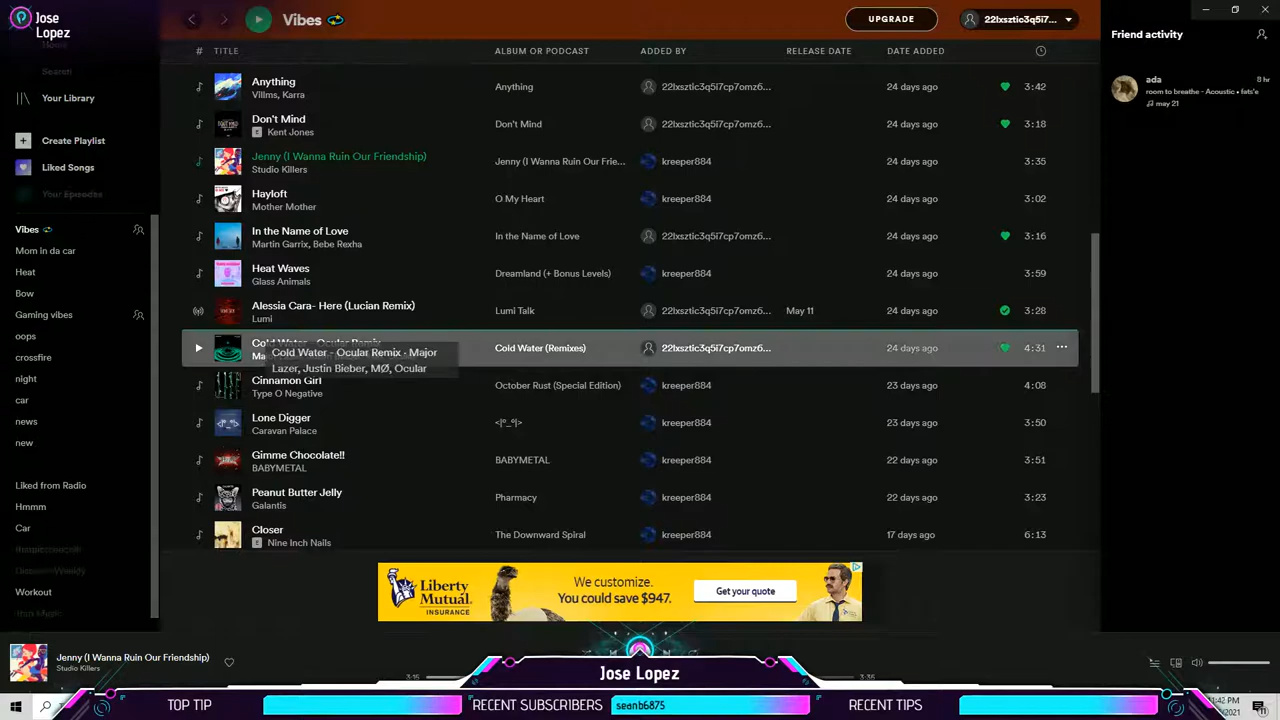 Jose
Lopez
Home
Search
Your Library
Create Playlist
Liked Songs
Your Episodes
Vibes
Mom in da car
Heat
Bow
Gaming vibes
oops
crossfire
night
car
news
new
Liked from Radio
Hmmm
Car
Workout
Vibes
UPGRADE
22lxsztic3q5i7...
# TITLE ALBUM OR PODCAST ADDED BY RELEASE DATE DATE ADDED
Anything
Villms, Karra
Anything 22lxsztic3q5i7cp7omz6... 24 days ago 3:42
Don't Mind
E Kent Jones
Don't Mind 22lxsztic3q5i7cp7omz6... 24 days ago 3:18
Jenny (I Wanna Ruin Our Friendship)
Studio Killers
Jenny (I Wanna Ruin Our Frie... kreeper884 24 days ago 3:35
Hayloft
Mother Mother
O My Heart kreeper884 24 days ago 3:02
In the Name of Love
Martin Garrix, Bebe Rexha
In the Name of Love 22lxsztic3q5i7cp7omz6... 24 days ago 3:16
Heat Waves
Glass Animals
Dreamland (+ Bonus Levels) kreeper884 24 days ago 3:59
Alessia Cara- Here (Lucian Remix)
Lumi
Lumi Talk 22lxsztic3q5i7cp7omz6... May 11 24 days ago 3:28
Cold Water - Ocular Remix
Cold Water - Ocular Remix · Major
Lazer, Justin Bieber, MØ, Ocular
Cold Water (Remixes) 22lxsztic3q5i7cp7omz6... 24 days ago 4:31
Cinnamon Girl
Type O Negative
October Rust (Special Edition) kreeper884 23 days ago 4:08
Lone Digger
Caravan Palace
<|°_°|> kreeper884 23 days ago 3:50
Gimme Chocolate!!
BABYMETAL
BABYMETAL kreeper884 22 days ago 3:51
Peanut Butter Jelly
Galantis
Pharmacy kreeper884 22 days ago 3:23
Closer
E Nine Inch Nails
The Downward Spiral kreeper884 17 days ago 6:13
Friend activity
ada 8 hr
room to breathe - Acoustic • fats'e
may 21
Liberty
Mutual.
INSURANCE
We customize.
You could save $947.
Get your quote
Jenny (I Wanna Ruin Our Friendship)
Studio Killers
Jose Lopez
TOP TIP
RECENT SUBSCRIBERS
seanb6875
RECENT TIPS